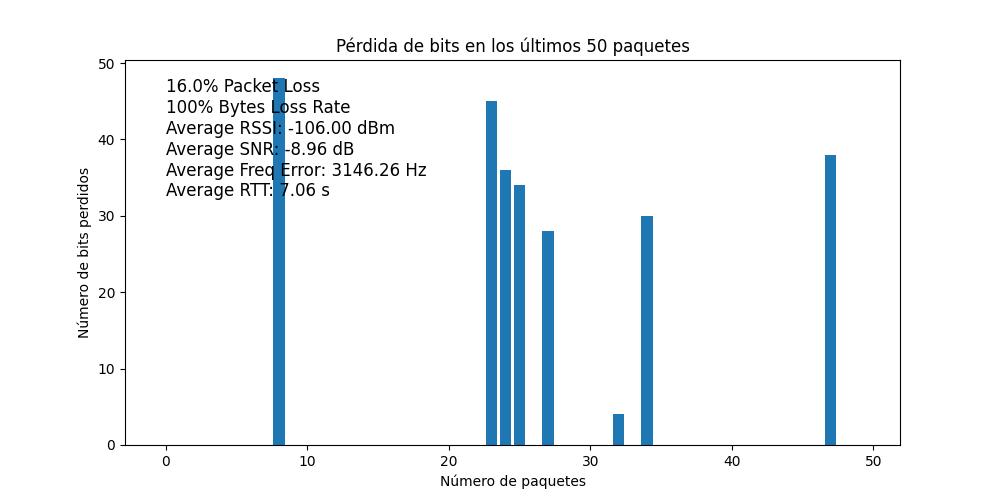 Pérdida de bits en los últimos 50 paquetes
50
40
30
20
10
0
Número de bits perdidos
16.0% Packet Loss
100% Bytes Loss Rate
Average RSSI: -106.00 dBm
Average SNR: -8.96 dB
Average Freq Error: 3146.26 Hz
Average RTT: 7.06 s
0 10 20 30 40 50
Número de paquetes